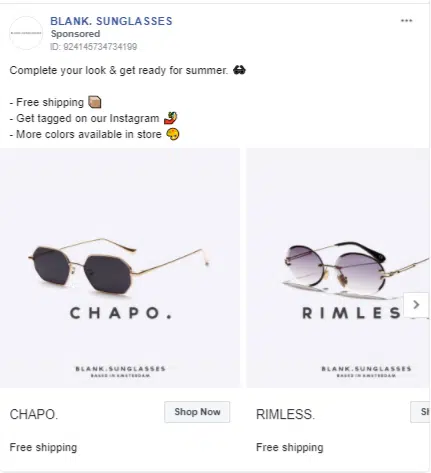 BLANK. SUNGLASSES
Sponsored
ID: 924145734734199
Complete your look & get ready for summer. 🕶
- Free shipping 📦
- Get tagged on our Instagram 🤳
- More colors available in store 🎨
CHAPO.
BLANK.SUNGLASSES
BASED IN AMSTERDAM
RIMLES
BLANK.SUNGLASSES
BASED IN AMSTERDAM
CHAPO.
Shop Now
Free shipping
RIMLESS.
Sh
Free shipping